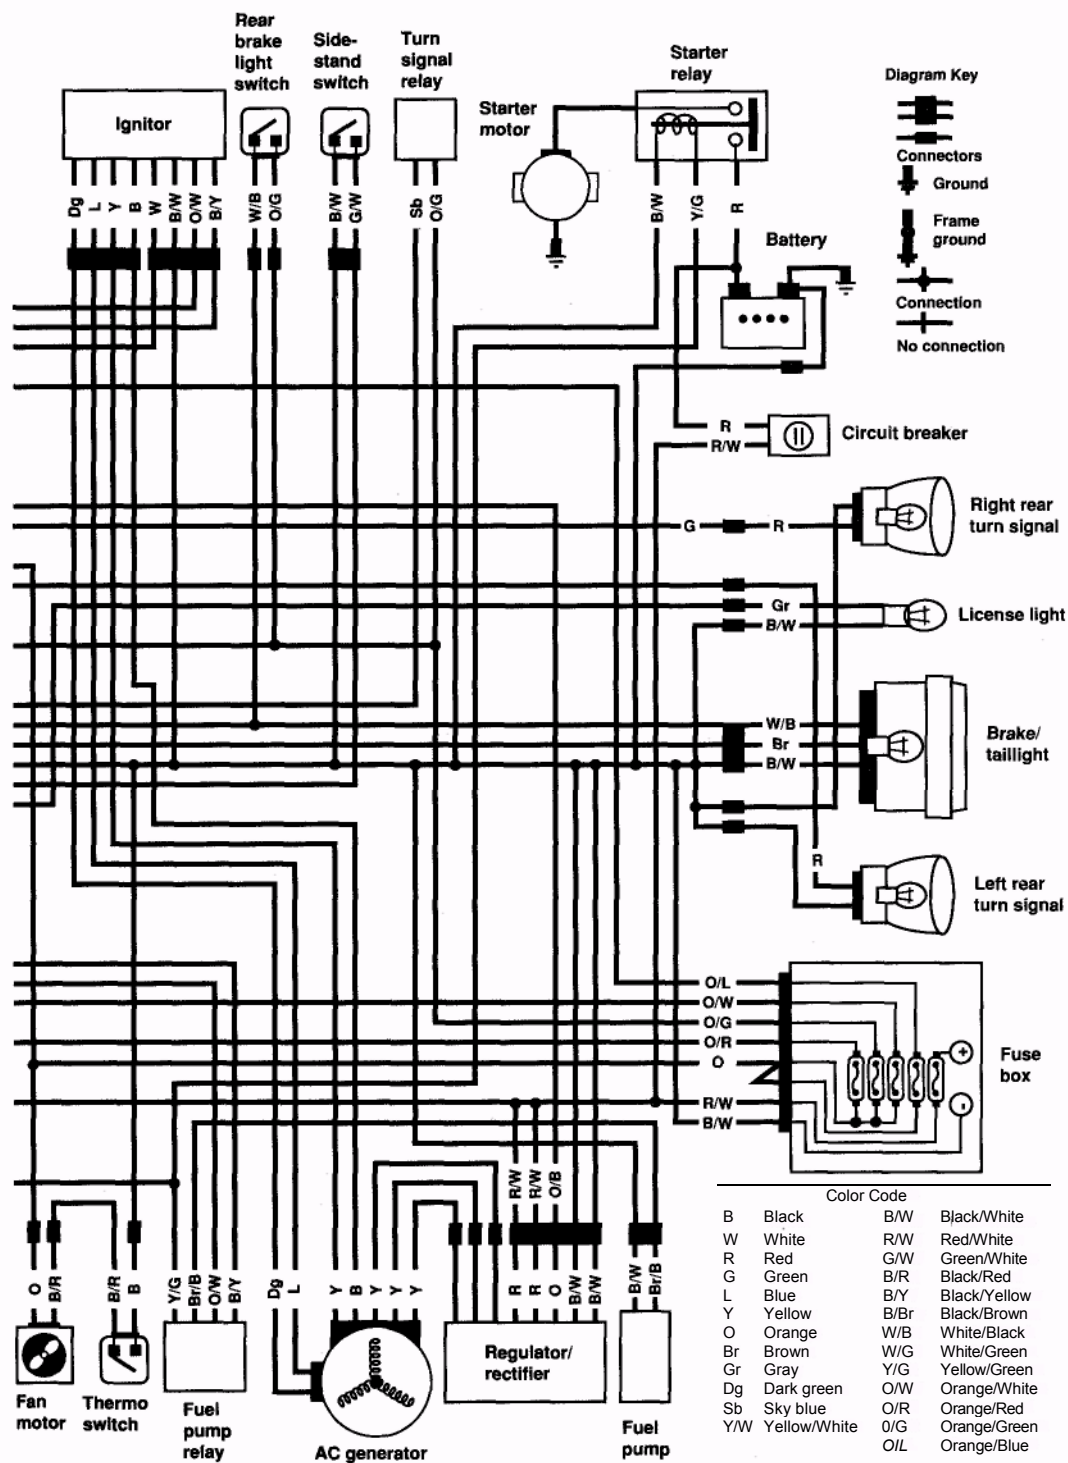 Rear
brake
light
switch
Side-
stand
switch
Turn
signal
relay
Starter
relay
Starter
motor
Ignitor
Diagram Key
Connectors
Ground
Frame
ground
Connection
No connection
Dg
L
Y
B
W
B/W
O/W
B/Y
W/B
O/G
B/W
G/W
Sb
O/G
B/W
Y/G
R
Battery
R
R/W
Circuit breaker
G
R
Right rear
turn signal
Gr
B/W
License light
W/B
Br
B/W
Brake/
taillight
R
Left rear
turn signal
O/L
O/W
O/G
O/R
O
R/W
B/W
+
-
Fuse
box
R/W
R/W
O/B
O
B/R
B/R
B
Y/G
Br/B
O/W
B/Y
Dg
L
Y
B
Y
Y
Y
R
R
O
B/W
B/W
B/W
Br/B
Fan
motor
Thermo
switch
Fuel
pump
relay
AC generator
Regulator/
rectifier
Fuel
pump
Color Code
B Black B/W Black/White
W White R/W Red/White
R Red G/W Green/White
G Green B/R Black/Red
L Blue B/Y Black/Yellow
Y Yellow B/Br Black/Brown
O Orange W/B White/Black
Br Brown W/G White/Green
Gr Gray Y/G Yellow/Green
Dg Dark green O/W Orange/White
Sb Sky blue O/R Orange/Red
Y/W Yellow/White 0/G Orange/Green
OIL Orange/Blue